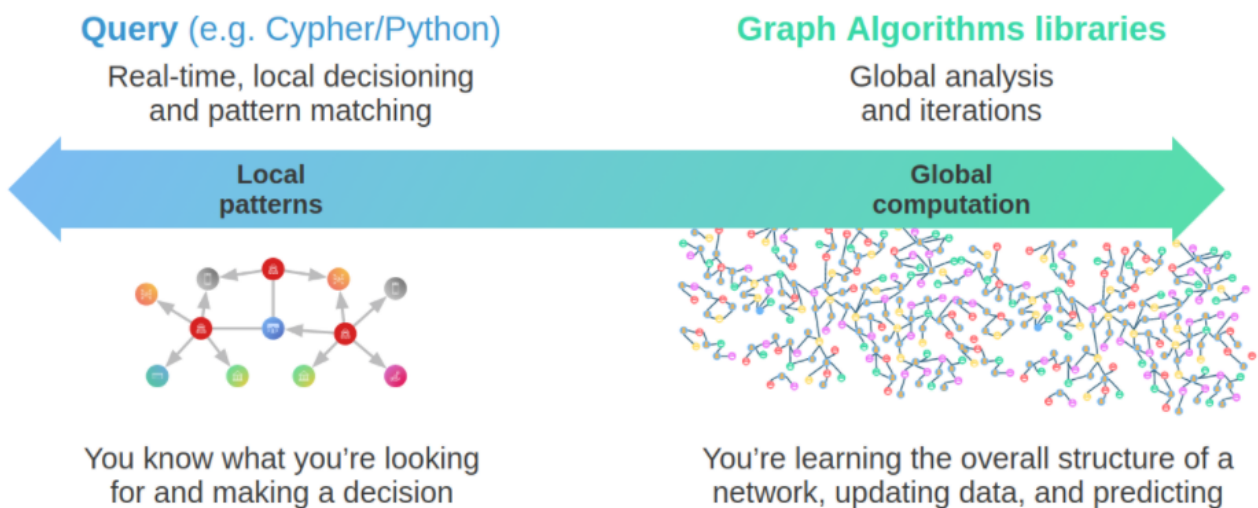 Query (e.g. Cypher/Python)
Real-time, local decisioning
and pattern matching
Graph Algorithms libraries
Global analysis
and iterations
Local
patterns
Global
computation
You know what you’re looking
for and making a decision
You’re learning the overall structure of a
network, updating data, and predicting